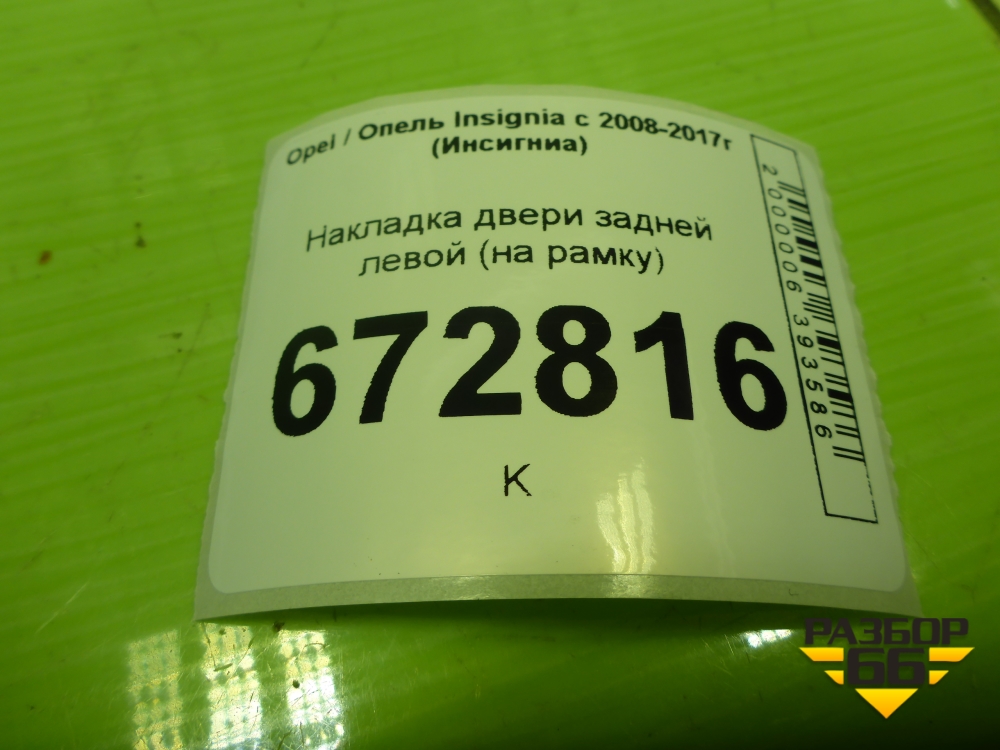 Opel / Опель Insignia с 2008-2017г
(Инсигниа)
Накладка двери задней
левой (на рамку)
672816
К
2000006393586
РАЗБОР
66